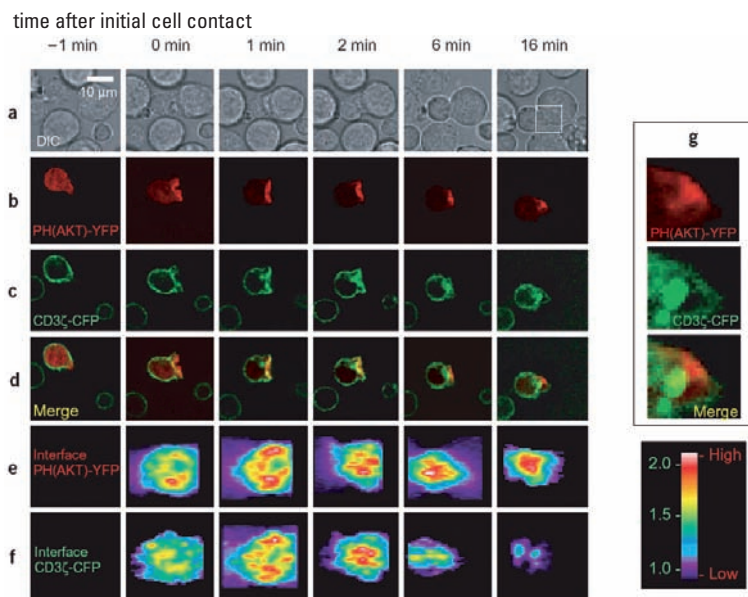 time after initial cell contact
–1 min 0 min 1 min 2 min 6 min 16 min
a
10 µm
DIC
b
PH(AKT)-YFP
c
CD3ζ-CFP
d
Merge
e
Interface
PH(AKT)-YFP
f
Interface
CD3ζ-CFP
g
PH(AKT)-YFP
CD3ζ-CFP
Merge
2.0 High
1.5
1.0 Low